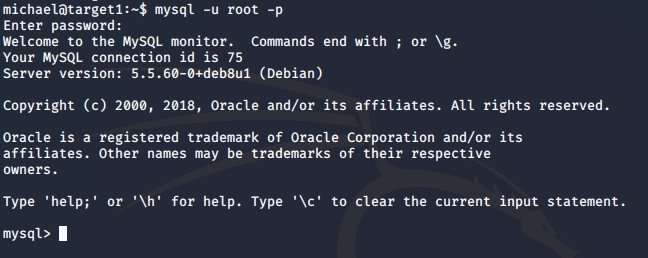 michael@target1:~$ mysql -u root -p
Enter password:
Welcome to the MySQL monitor.  Commands end with ; or \g.
Your MySQL connection id is 75
Server version: 5.5.60-0+deb8u1 (Debian)
Copyright (c) 2000, 2018, Oracle and/or its affiliates. All rights reserved.
Oracle is a registered trademark of Oracle Corporation and/or its
affiliates. Other names may be trademarks of their respective
owners.
Type 'help;' or '\h' for help. Type '\c' to clear the current input statement.
mysql>